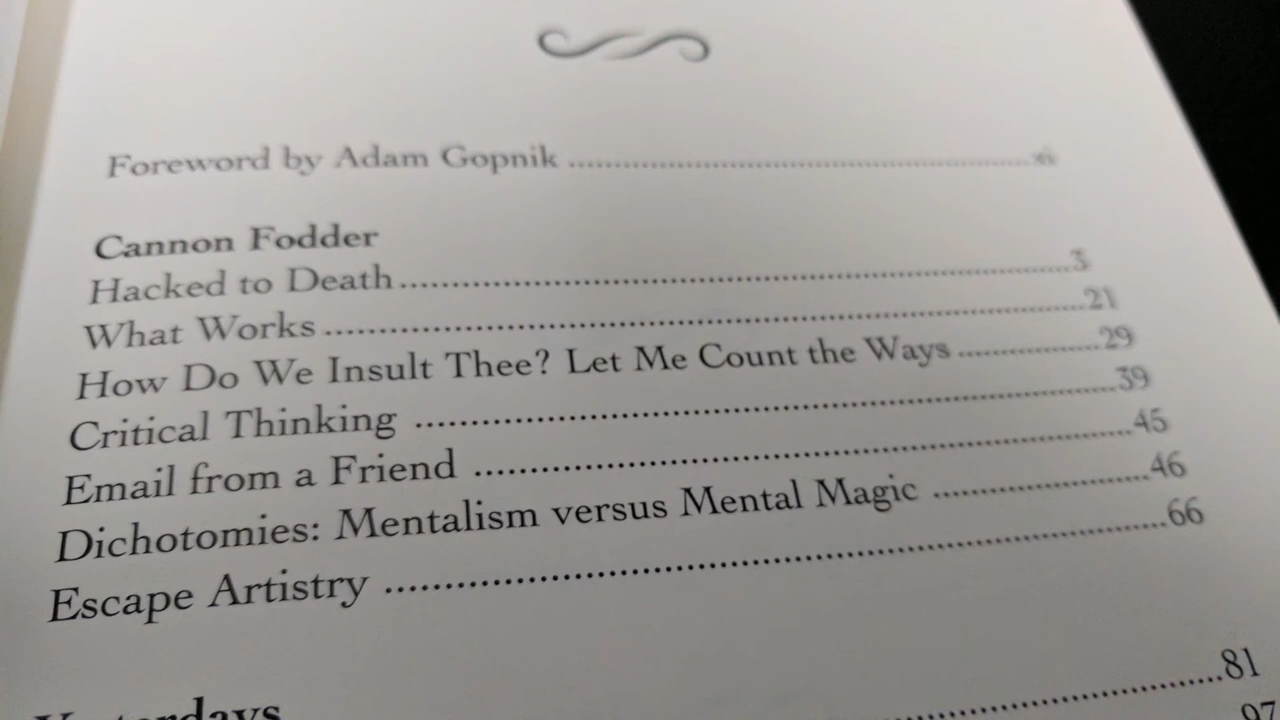 Foreword by Adam Gopnik ..........
Cannon Fodder
Hacked to Death..........3
What Works..........21
How Do We Insult Thee? Let Me Count the Ways..........29
Critical Thinking ..........39
Email from a Friend ..........45
Dichotomies: Mentalism versus Mental Magic ..........46
Escape Artistry ..........66
Yesterdays
..........81
97